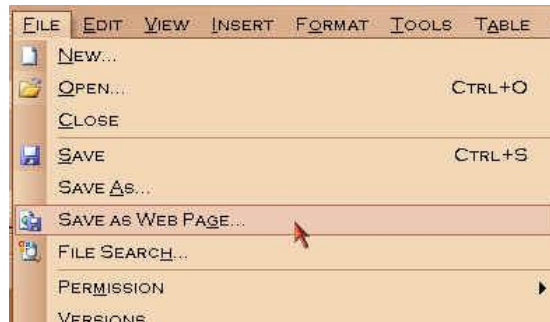 FILE EDIT VIEW INSERT FORMAT TOOLS TABLE
NEW...
OPEN... CTRL+O
CLOSE
SAVE CTRL+S
SAVE AS...
SAVE AS WEB PAGE...
FILE SEARCH...
PERMISSION
VERSIONS